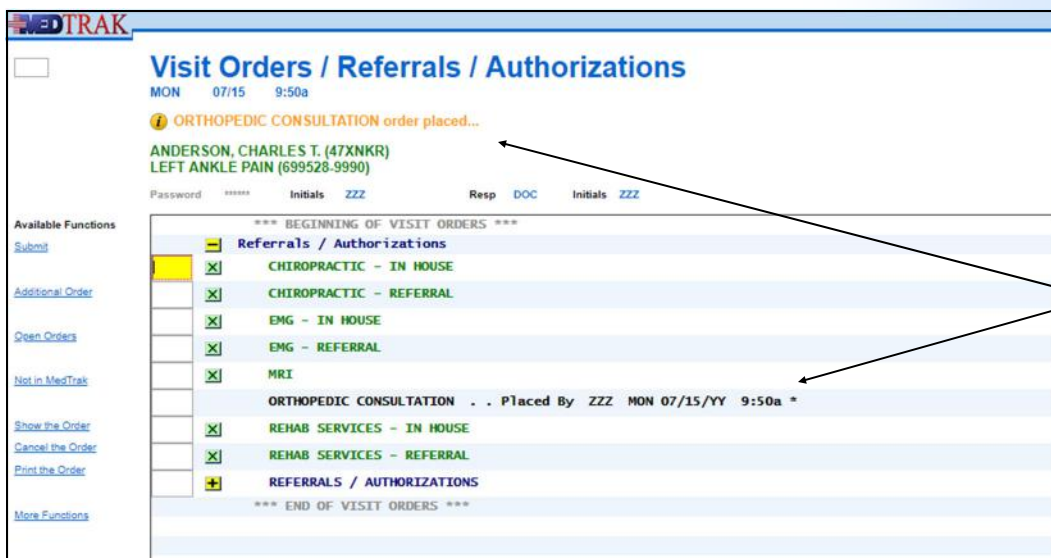 MEDTRAK
Visit Orders / Referrals / Authorizations
MON 07/15 9:50a
i ORTHOPEDIC CONSULTATION order placed...
ANDERSON, CHARLES T. (47XNKR)
LEFT ANKLE PAIN (699528-9990)
Password ****** Initials ZZZ Resp DOC Initials ZZZ
Available Functions
Submit
Additional Order
Open Orders
Not in MedTrak
Show the Order
Cancel the Order
Print the Order
More Functions
*** BEGINNING OF VISIT ORDERS ***
Referrals / Authorizations
CHIROPRACTIC - IN HOUSE
CHIROPRACTIC - REFERRAL
EMG - IN HOUSE
EMG - REFERRAL
MRI
ORTHOPEDIC CONSULTATION . . Placed By ZZZ MON 07/15/YY 9:50a *
REHAB SERVICES - IN HOUSE
REHAB SERVICES - REFERRAL
REFERRALS / AUTHORIZATIONS
*** END OF VISIT ORDERS ***